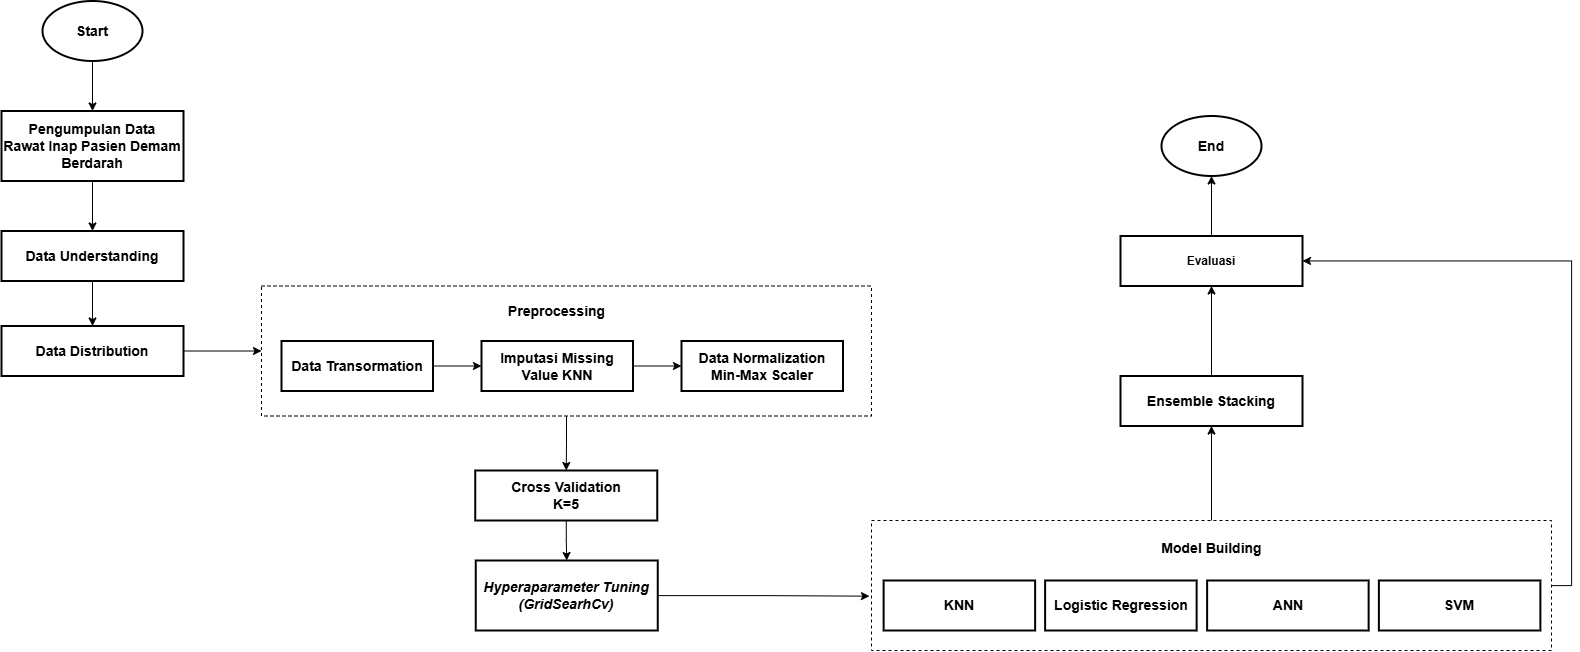 Start
Pengumpulan Data
Rawat Inap Pasien Demam
Berdarah
Data Understanding
Data Distribution
Preprocessing
Data Transormation
Imputasi Missing
Value KNN
Data Normalization
Min-Max Scaler
Cross Validation
K=5
Hyperaparameter Tuning
(GridSearhCv)
Model Building
KNN
Logistic Regression
ANN
SVM
Ensemble Stacking
Evaluasi
End